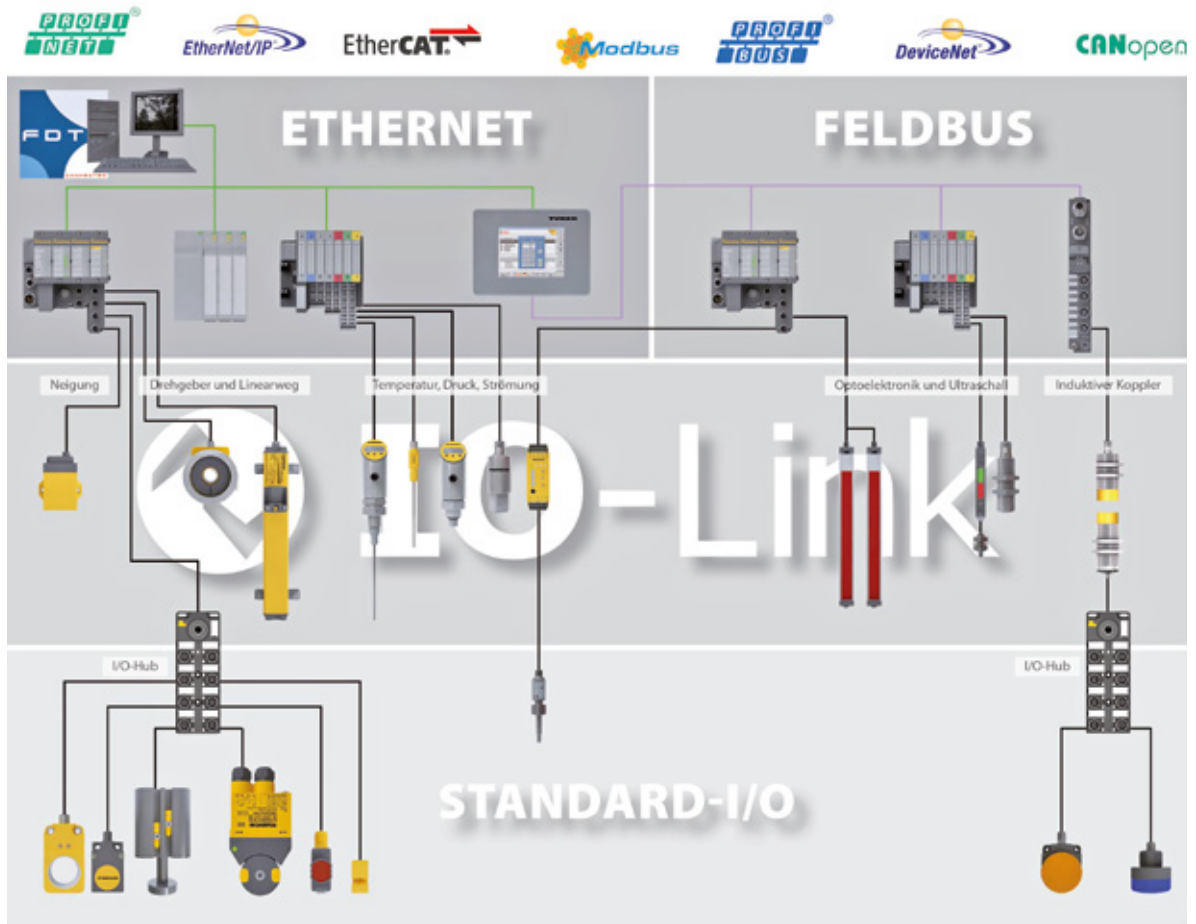 PROFI
NET
EtherNet/IP
EtherCAT
Modbus
PROFI
BUS
DeviceNet
CANopen
FDT
ETHERNET
FELDBUS
TURCK
Neigung
Drehgeber und Linearweg
Temperatur, Druck, Strömung
Optoelektronik und Ultraschall
Induktiver Koppler
IO-Link
I/O-Hub
I/O-Hub
STANDARD-I/O